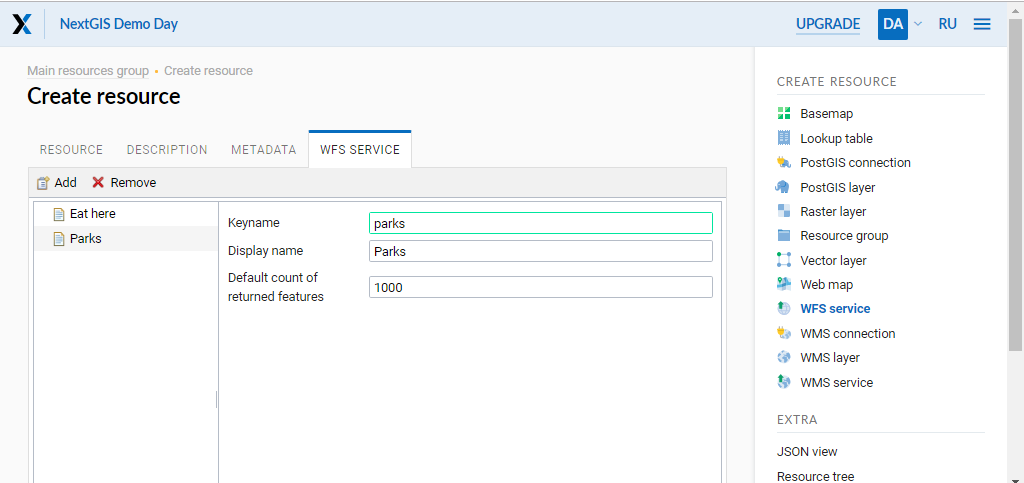 NextGIS Demo Day
UPGRADE
DA
RU
Main resources group • Create resource
Create resource
RESOURCE
DESCRIPTION
METADATA
WFS SERVICE
Add
Remove
Eat here
Parks
Keyname
parks
Display name
Parks
Default count of
returned features
1000
CREATE RESOURCE
Basemap
Lookup table
PostGIS connection
PostGIS layer
Raster layer
Resource group
Vector layer
Web map
WFS service
WMS connection
WMS layer
WMS service
EXTRA
JSON view
Resource tree